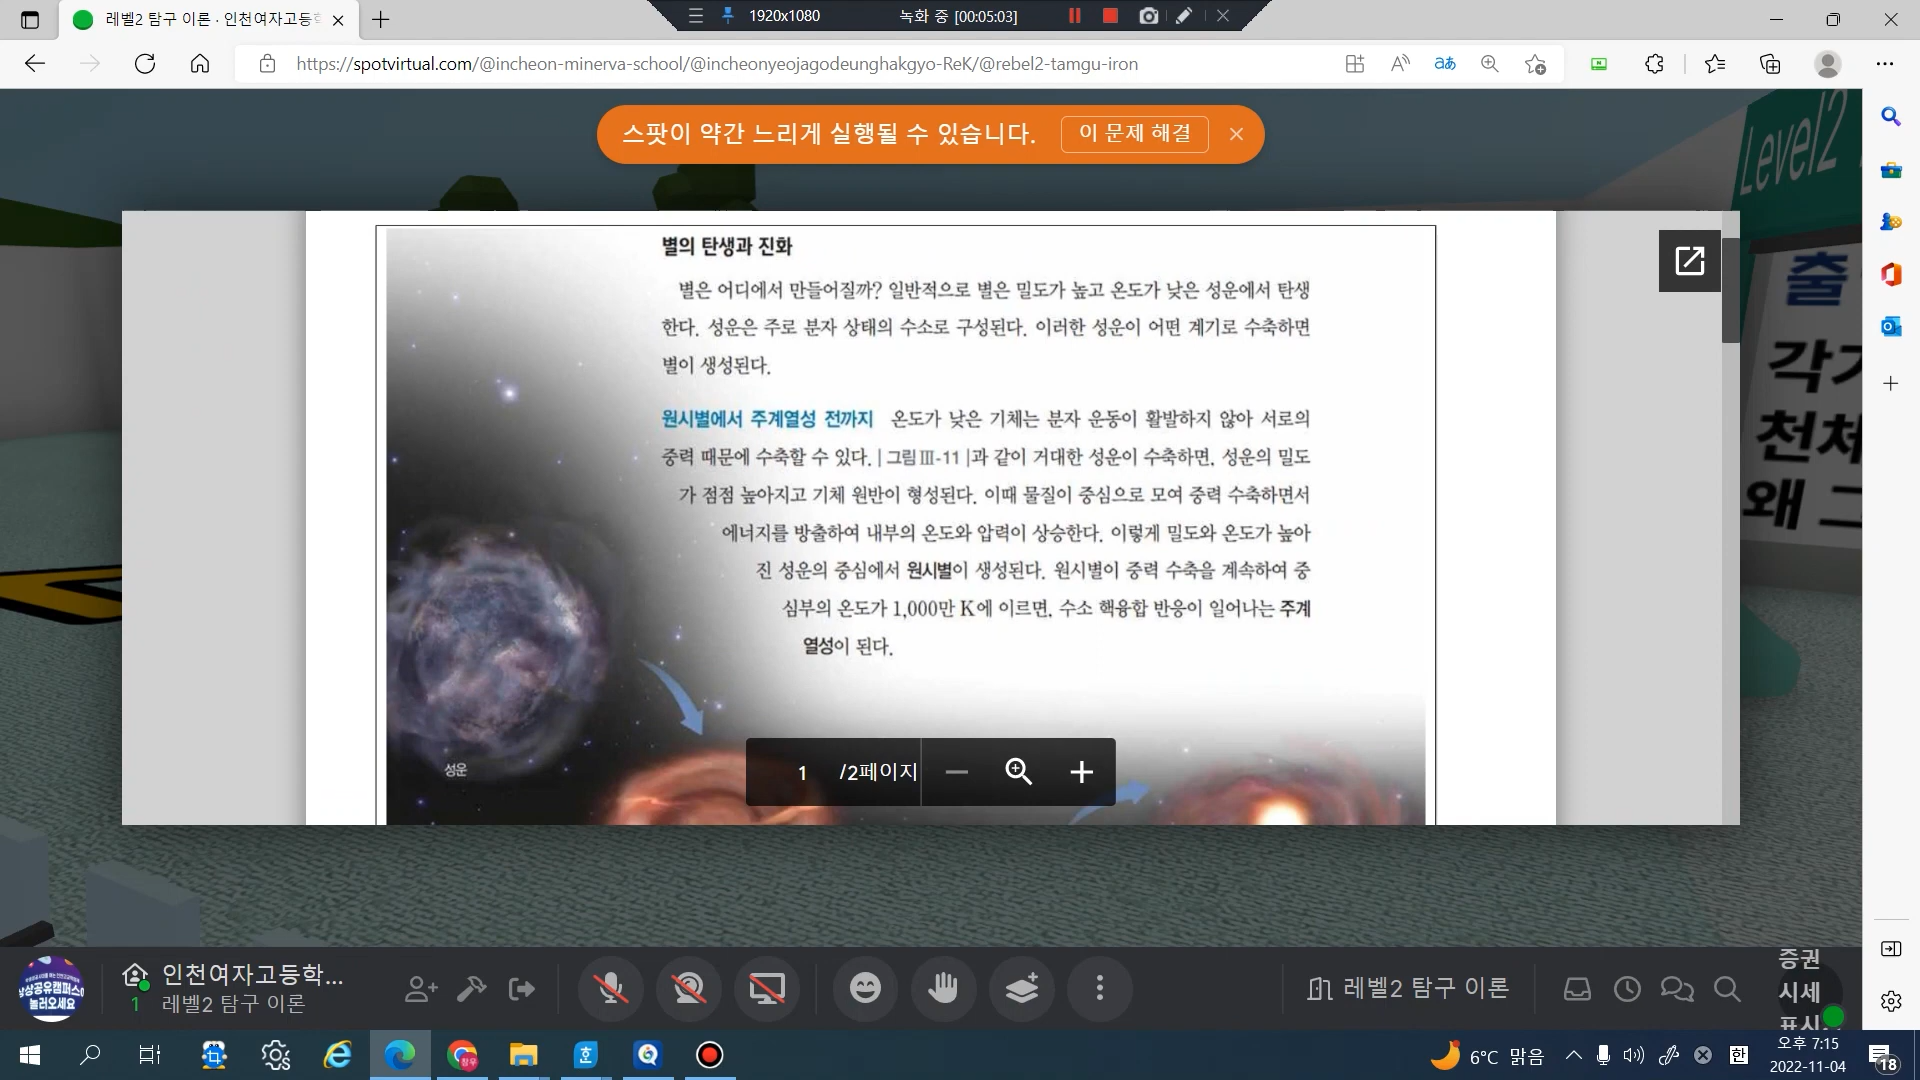 레벨2 탐구 이론 · 인천여자고등
1920x1080
녹화 중 [00:05:03]
https://spotvirtual.com/@incheon-minerva-school/@incheonyeojagodeunghakgyo-ReK/@rebel2-tamgu-iron
스팟이 약간 느리게 실행될 수 있습니다.
이 문제 해결
Level2
출
각
천체
왜 그
별의 탄생과 진화
별은 어디에서 만들어질까? 일반적으로 별은 밀도가 높고 온도가 낮은 성운에서 탄생
한다. 성운은 주로 분자 상태의 수소로 구성된다. 이러한 성운이 어떤 계기로 수축하면
별이 생성된다.
원시별에서 주계열성 전까지 온도가 낮은 기체는 분자 운동이 활발하지 않아 서로의
중력 때문에 수축할 수 있다. | 그림 Ⅲ-11 |과 같이 거대한 성운이 수축하면, 성운의 밀도
가 점점 높아지고 기체 원반이 형성된다. 이때 물질이 중심으로 모여 중력 수축하면서
에너지를 방출하여 내부의 온도와 압력이 상승한다. 이렇게 밀도와 온도가 높아
진 성운의 중심에서 원시별이 생성된다. 원시별이 중력 수축을 계속하여 중
심부의 온도가 1,000만 K에 이르면, 수소 핵융합 반응이 일어나는 주계
열성이 된다.
성운
1 /2페이지
상상공유캠퍼스에
놀러오세요
인천여자고등학...
1 레벨2 탐구 이론
레벨2 탐구 이론
증권
시세
표시
6°C 맑음
한
오후 7:15
2022-11-04
18